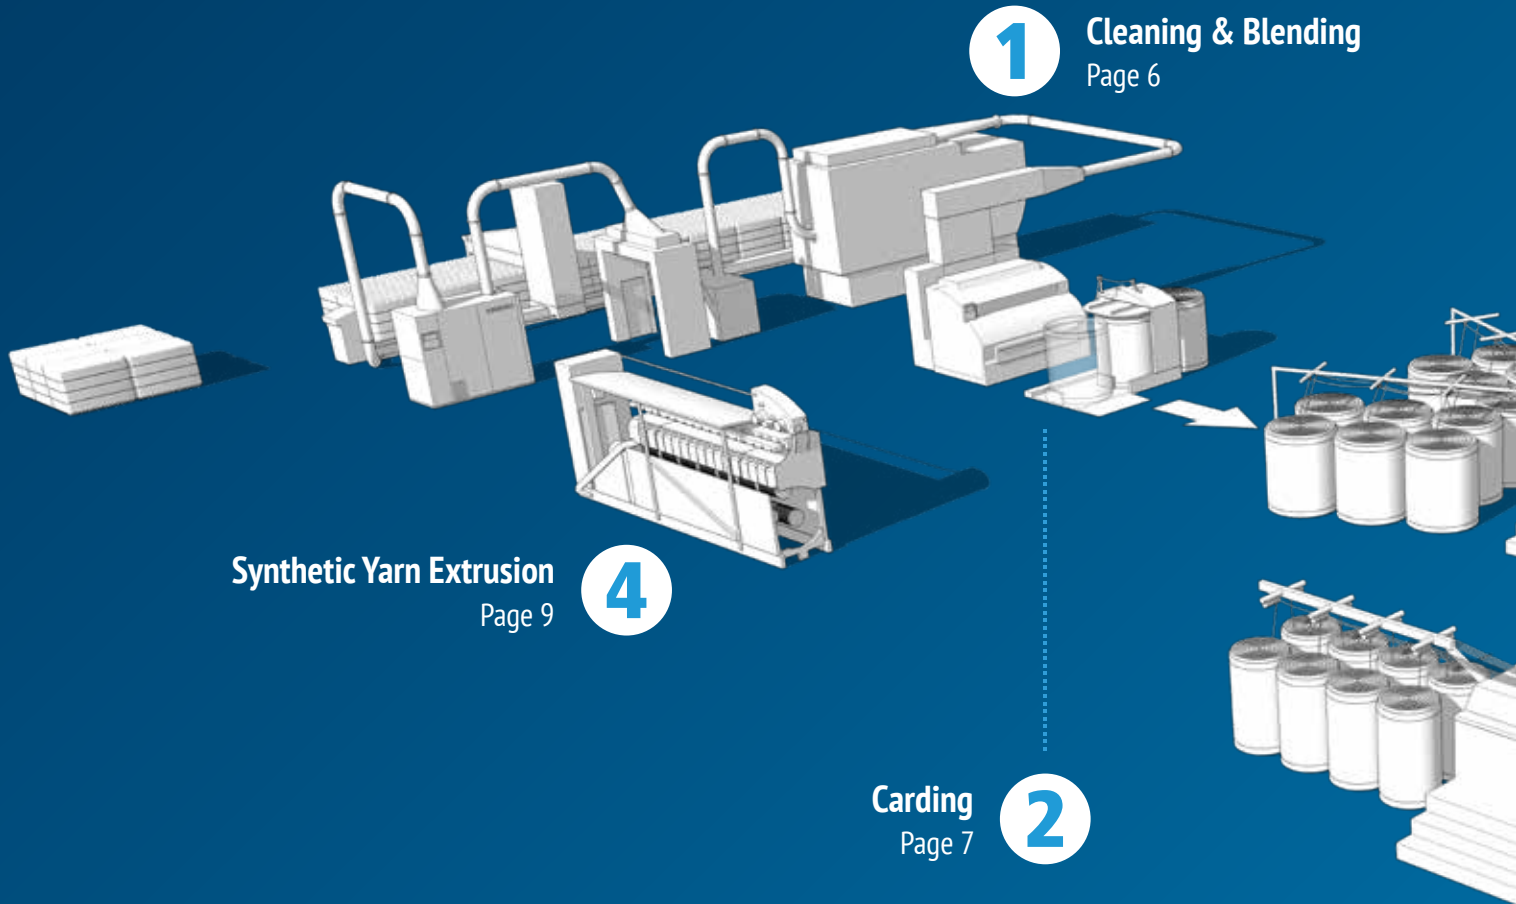 1
Cleaning & Blending
Page 6
Synthetic Yarn Extrusion
Page 9
4
Carding
Page 7
2